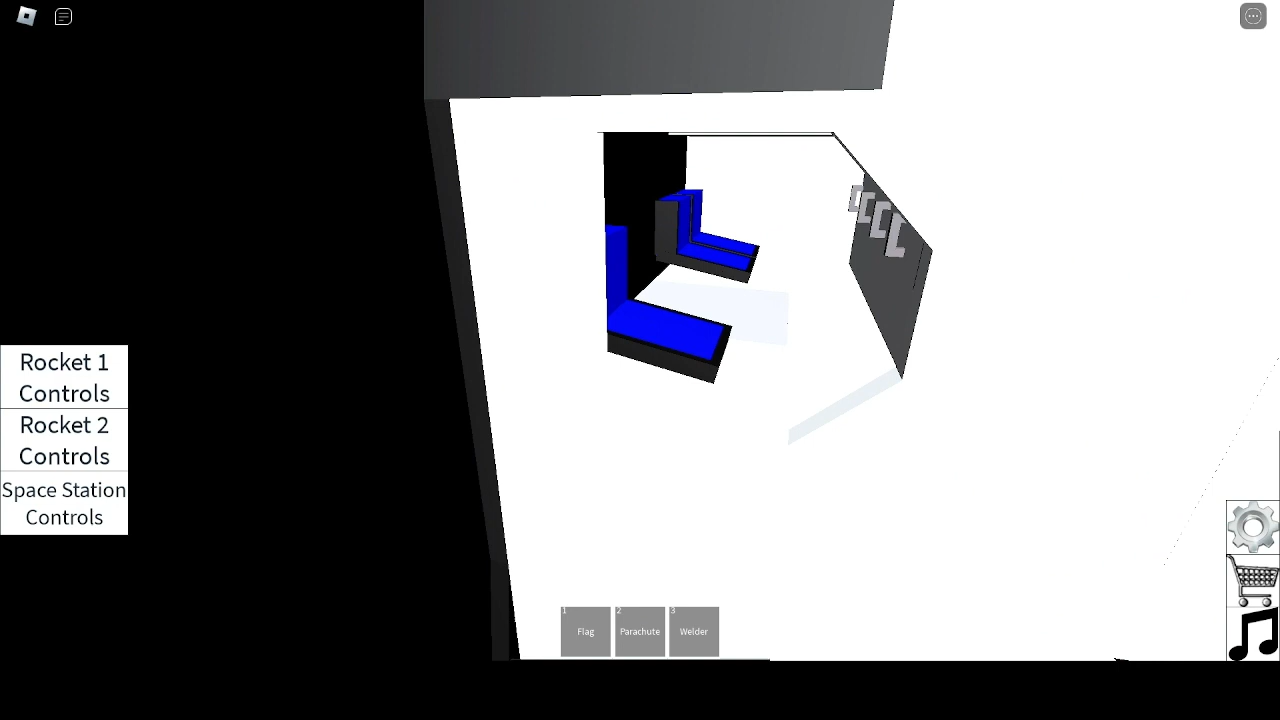 Rocket 1
Controls
Rocket 2
Controls
Space Station
Controls
1
Flag
2
Parachute
3
Welder